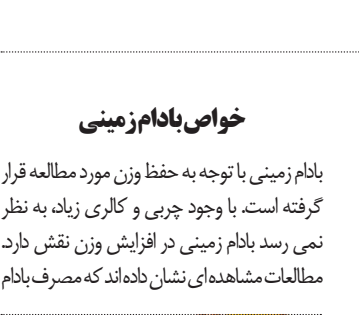 خواص بادام زمینی
بادام زمینی با توجه به حفظ وزن مورد مطالعه قرار
گرفته است. با وجود چربی و کالری زیاد، به نظر
نمی رسد بادام زمینی در افزایش وزن نقش دارد.
مطالعات مشاهده‌ای نشان داده‌اند که مصرف بادام